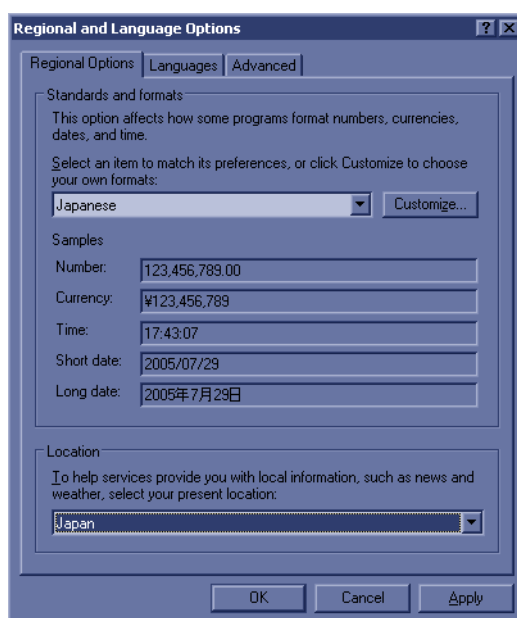 Regional and Language Options
Regional Options Languages Advanced
Standards and formats
This option affects how some programs format numbers, currencies,
dates, and time.
Select an item to match its preferences, or click Customize to choose
your own formats:
Japanese Customize...
Samples
Number: 123,456,789.00
Currency: ¥123,456,789
Time: 17:43:07
Short date: 2005/07/29
Long date: 2005年7月29日
Location
To help services provide you with local information, such as news and
weather, select your present location:
Japan
OK Cancel Apply